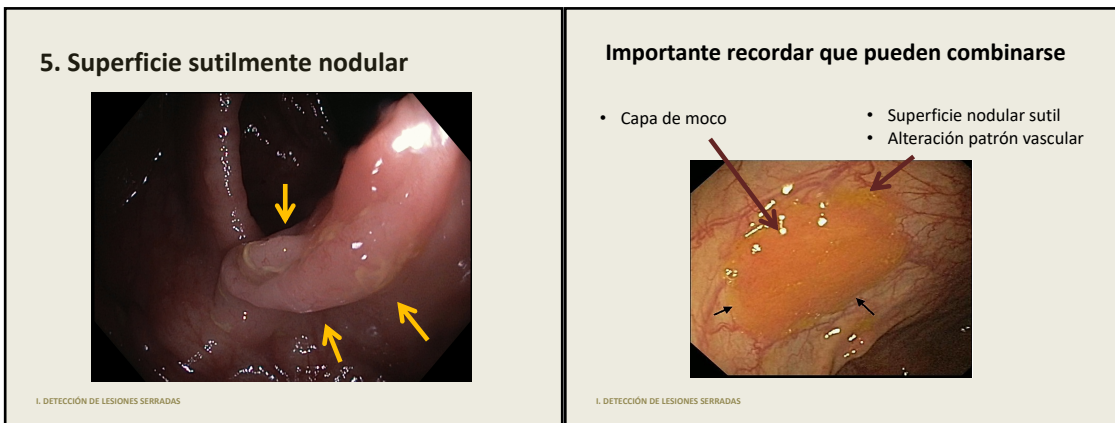 5. Superficie sutilmente nodular
I. DETECCIÓN DE LESIONES SERRADAS
Importante recordar que pueden combinarse
• Capa de moco
• Superficie nodular sutil
• Alteración patrón vascular
I. DETECCIÓN DE LESIONES SERRADAS